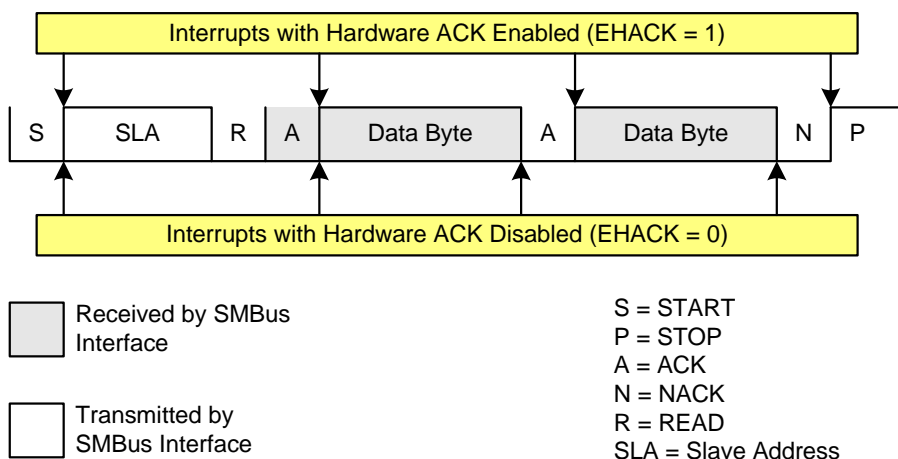 Interrupts with Hardware ACK Enabled (EHACK = 1)
S SLA R A Data Byte A Data Byte N P
Interrupts with Hardware ACK Disabled (EHACK = 0)
Received by SMBus
Interface
Transmitted by
SMBus Interface
S = START
P = STOP
A = ACK
N = NACK
R = READ
SLA = Slave Address